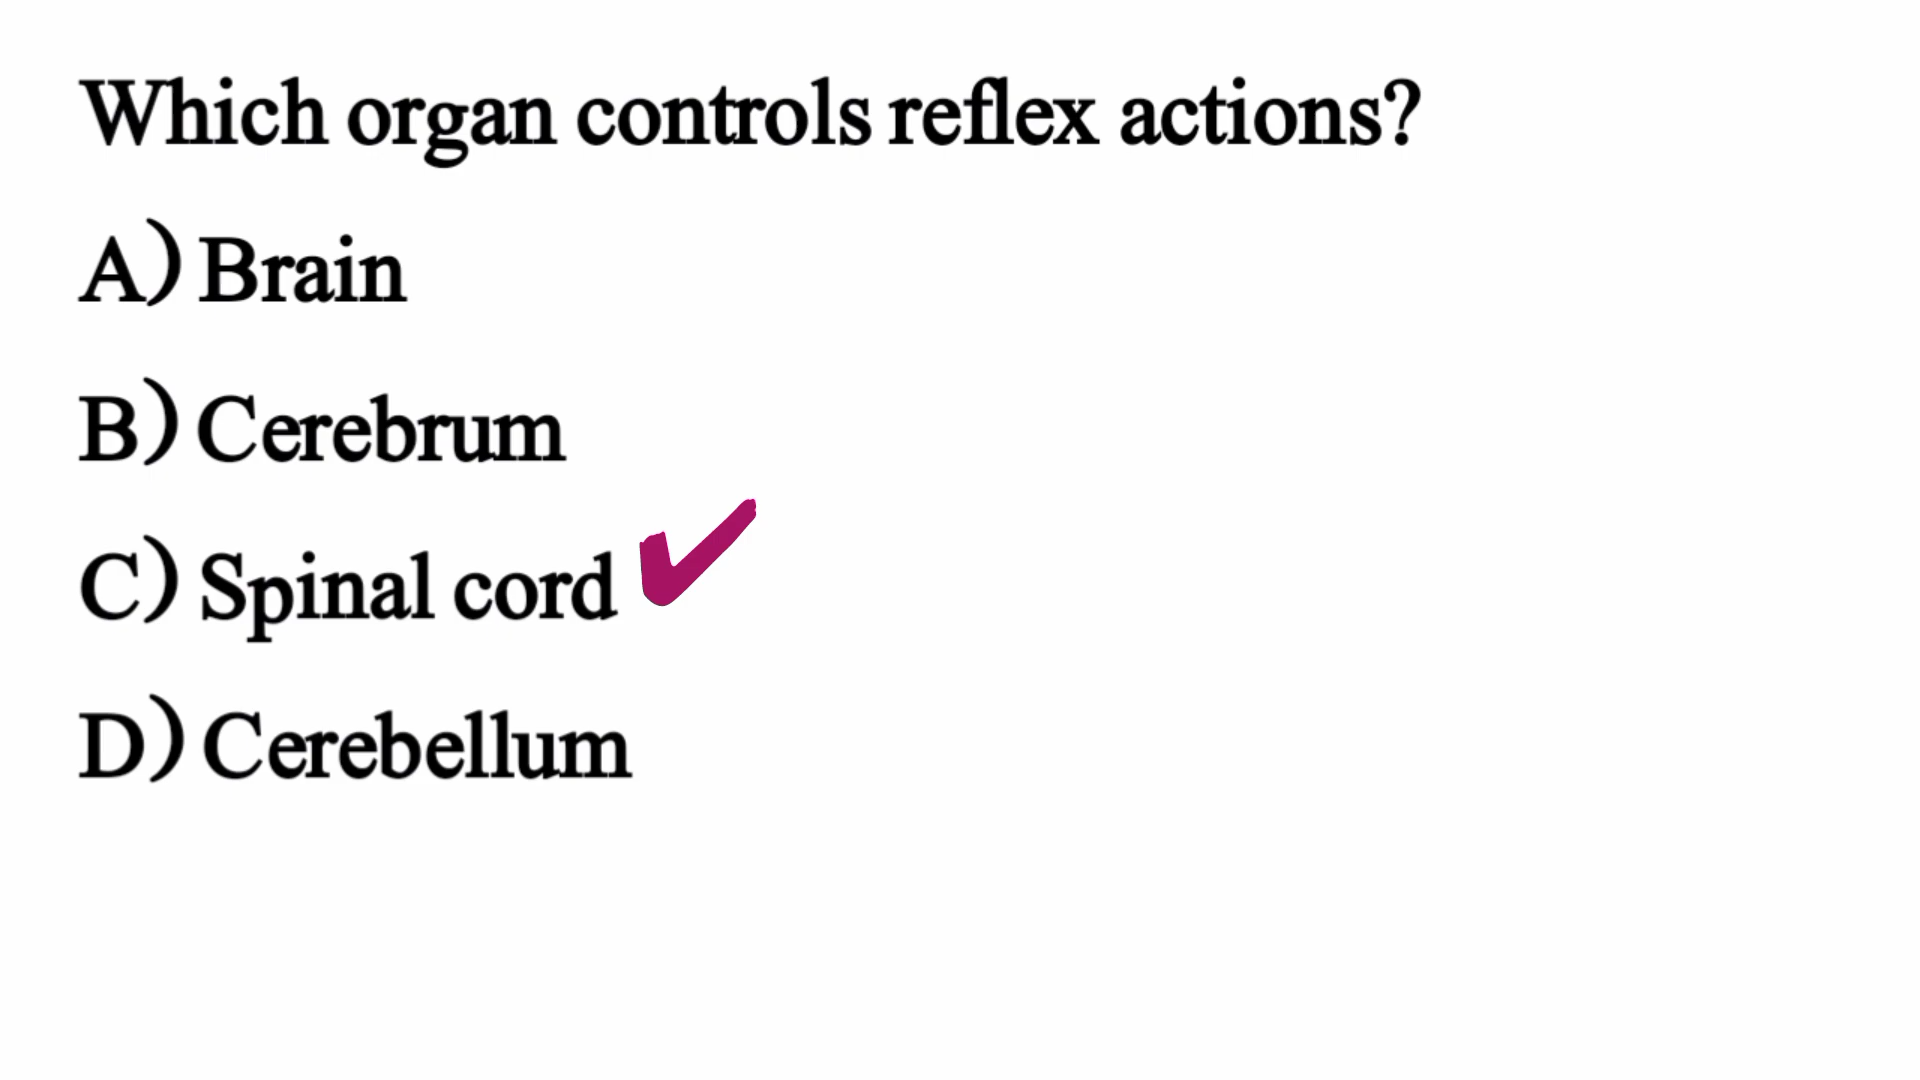 Which organ controls reflex actions?
A) Brain
B) Cerebrum
C) Spinal cord
D) Cerebellum